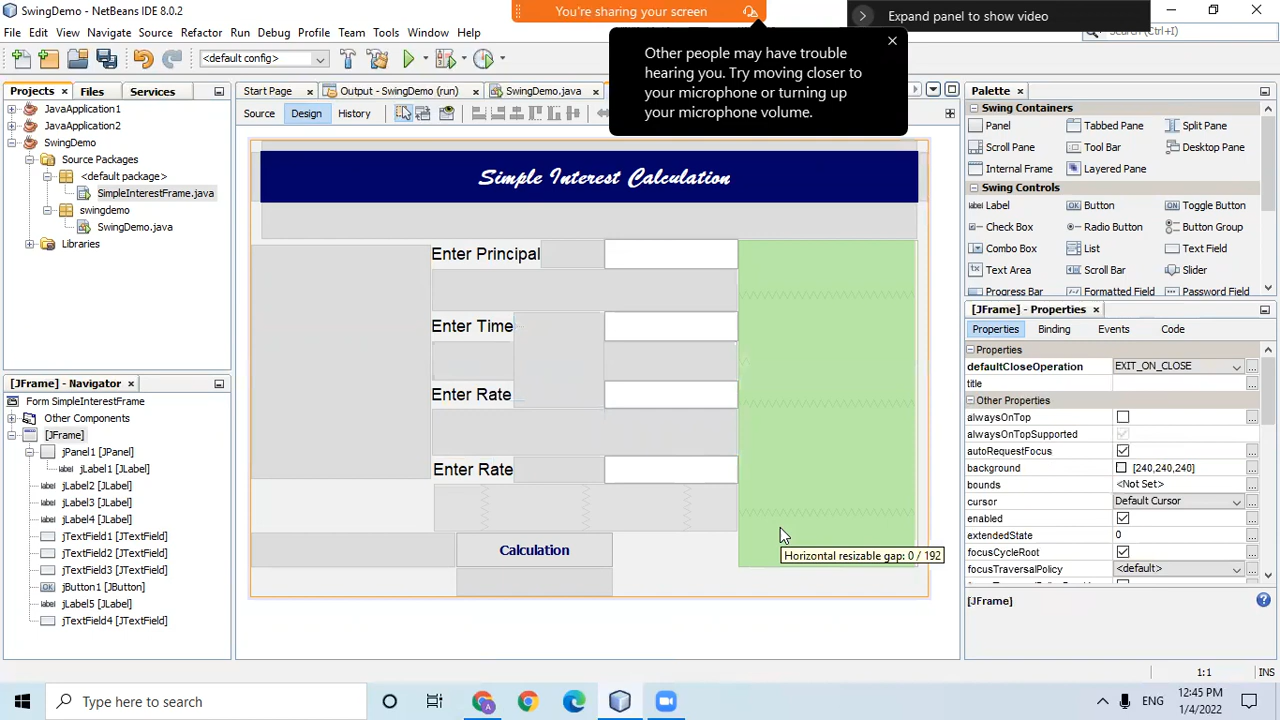 SwingDemo - NetBeans IDE 8.0.2
You're sharing your screen
Expand panel to show video
File Edit View Navigate Source Refactor Run Debug Profile Team Tools Window Help
Other people may have trouble
hearing you. Try moving closer to
your microphone or turning up
your microphone volume.
<default config>
Projects Files Services
Start Page Output - SwingDemo (run) SwingDemo.java
Source Design History
JavaApplication1
JavaApplication2
SwingDemo
Source Packages
<default package>
SimpleInterestFrame.java
swingdemo
SwingDemo.java
Libraries
Simple Interest Calculation
Enter Principal
Enter Time
Enter Rate
Enter Rate
Calculation
Horizontal resizable gap: 0 / 192
Palette
Swing Containers
Panel Tabbed Pane Split Pane
Scroll Pane Tool Bar Desktop Pane
Internal Frame Layered Pane
Swing Controls
Label Button Toggle Button
Check Box Radio Button Button Group
Combo Box List Text Field
Text Area Scroll Bar Slider
Progress Bar Formatted Field Password Field
[JFrame] - Properties
Properties Binding Events Code
Properties
defaultCloseOperation EXIT_ON_CLOSE
title
Other Properties
alwaysOnTop
alwaysOnTopSupported
autoRequestFocus
background [240,240,240]
bounds <Not Set>
cursor Default Cursor
enabled
extendedState 0
focusCycleRoot
focusTraversalPolicy <default>
[JFrame]
[JFrame] - Navigator
Form SimpleInterestFrame
Other Components
[JFrame]
jPanel1 [JPanel]
jLabel1 [JLabel]
jLabel2 [JLabel]
jLabel3 [JLabel]
jLabel4 [JLabel]
jTextField1 [JTextField]
jTextField2 [JTextField]
jTextField3 [JTextField]
jButton1 [JButton]
jLabel5 [JLabel]
jTextField4 [JTextField]
1:1 INS
Type here to search
ENG
12:45 PM
1/4/2022